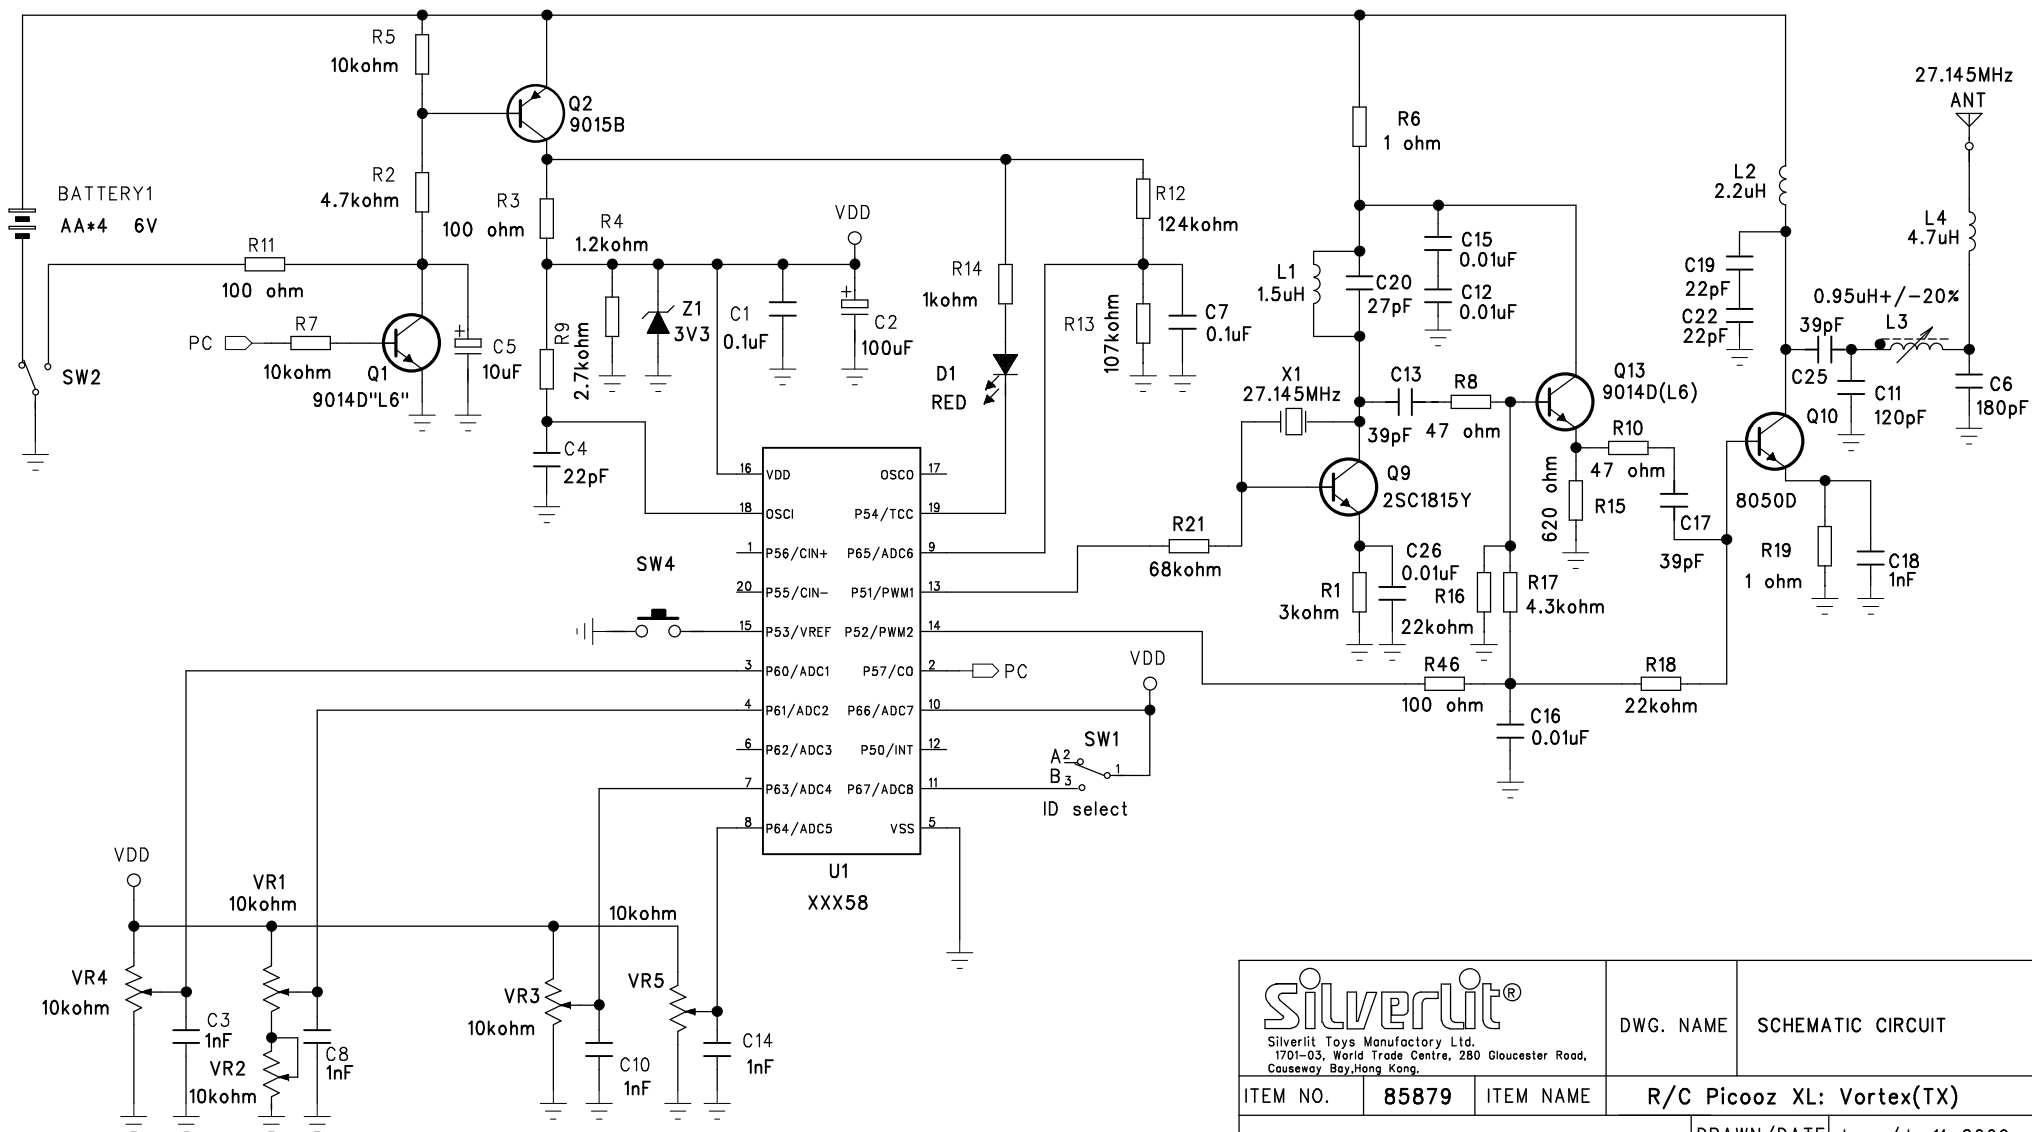 R5
10kohm
Q2
9015B
27.145MHz
ANT
R6
1 ohm
BATTERY1
AA*4 6V
R2
4.7kohm
R3
100 ohm
R4
1.2kohm
VDD
R12
124kohm
L2
2.2uH
L4
4.7uH
R11
100 ohm
R14
1kohm
C15
0.01uF
L1
1.5uH
C20
27pF
C12
0.01uF
C19
22pF
C22
22pF
0.95uH+/-20%
39pF
L3
PC
R7
10kohm
Q1
9014D"L6"
+
C5
10uF
R9
2.7kohm
Z1
3V3
C1
0.1uF
+
C2
100uF
D1
RED
R13
107kohm
C7
0.1uF
SW2
X1
27.145MHz
C13
39pF
R8
47 ohm
Q13
9014D(L6)
C25
C11
120pF
C6
180pF
C4
22pF
Q9
2SC1815Y
R10
47 ohm
620 ohm
R15
C17
39pF
Q10
8050D
R19
1 ohm
C18
1nF
R21
68kohm
C26
0.01uF
R1
3kohm
R16
22kohm
R17
4.3kohm
SW4
16 VDD OSCO 17
18 OSCI P54/TCC 19
1 P56/CIN+ P65/ADC6 9
20 P55/CIN- P51/PWM1 13
15 P53/VREF P52/PWM2 14
3 P60/ADC1 P57/CO 2
4 P61/ADC2 P66/ADC7 10
6 P62/ADC3 P50/INT 12
7 P63/ADC4 P67/ADC8 11
8 P64/ADC5 VSS 5
U1
XXX58
PC
VDD
R46
100 ohm
R18
22kohm
C16
0.01uF
SW1
A 2
1
B 3
ID select
VDD
VR1
10kohm
10kohm
VR4
10kohm
C3
1nF
VR2
10kohm
C8
1nF
VR3
10kohm
C10
1nF
VR5
C14
1nF
Silverlit®
Silverlit Toys Manufactory Ltd.
1701-03, World Trade Centre, 280 Gloucester Road,
Causeway Bay,Hong Kong.
DWG. NAME SCHEMATIC CIRCUIT
ITEM NO. 85879 ITEM NAME R/C Picooz XL: Vortex(TX)
DRAWN/DATE